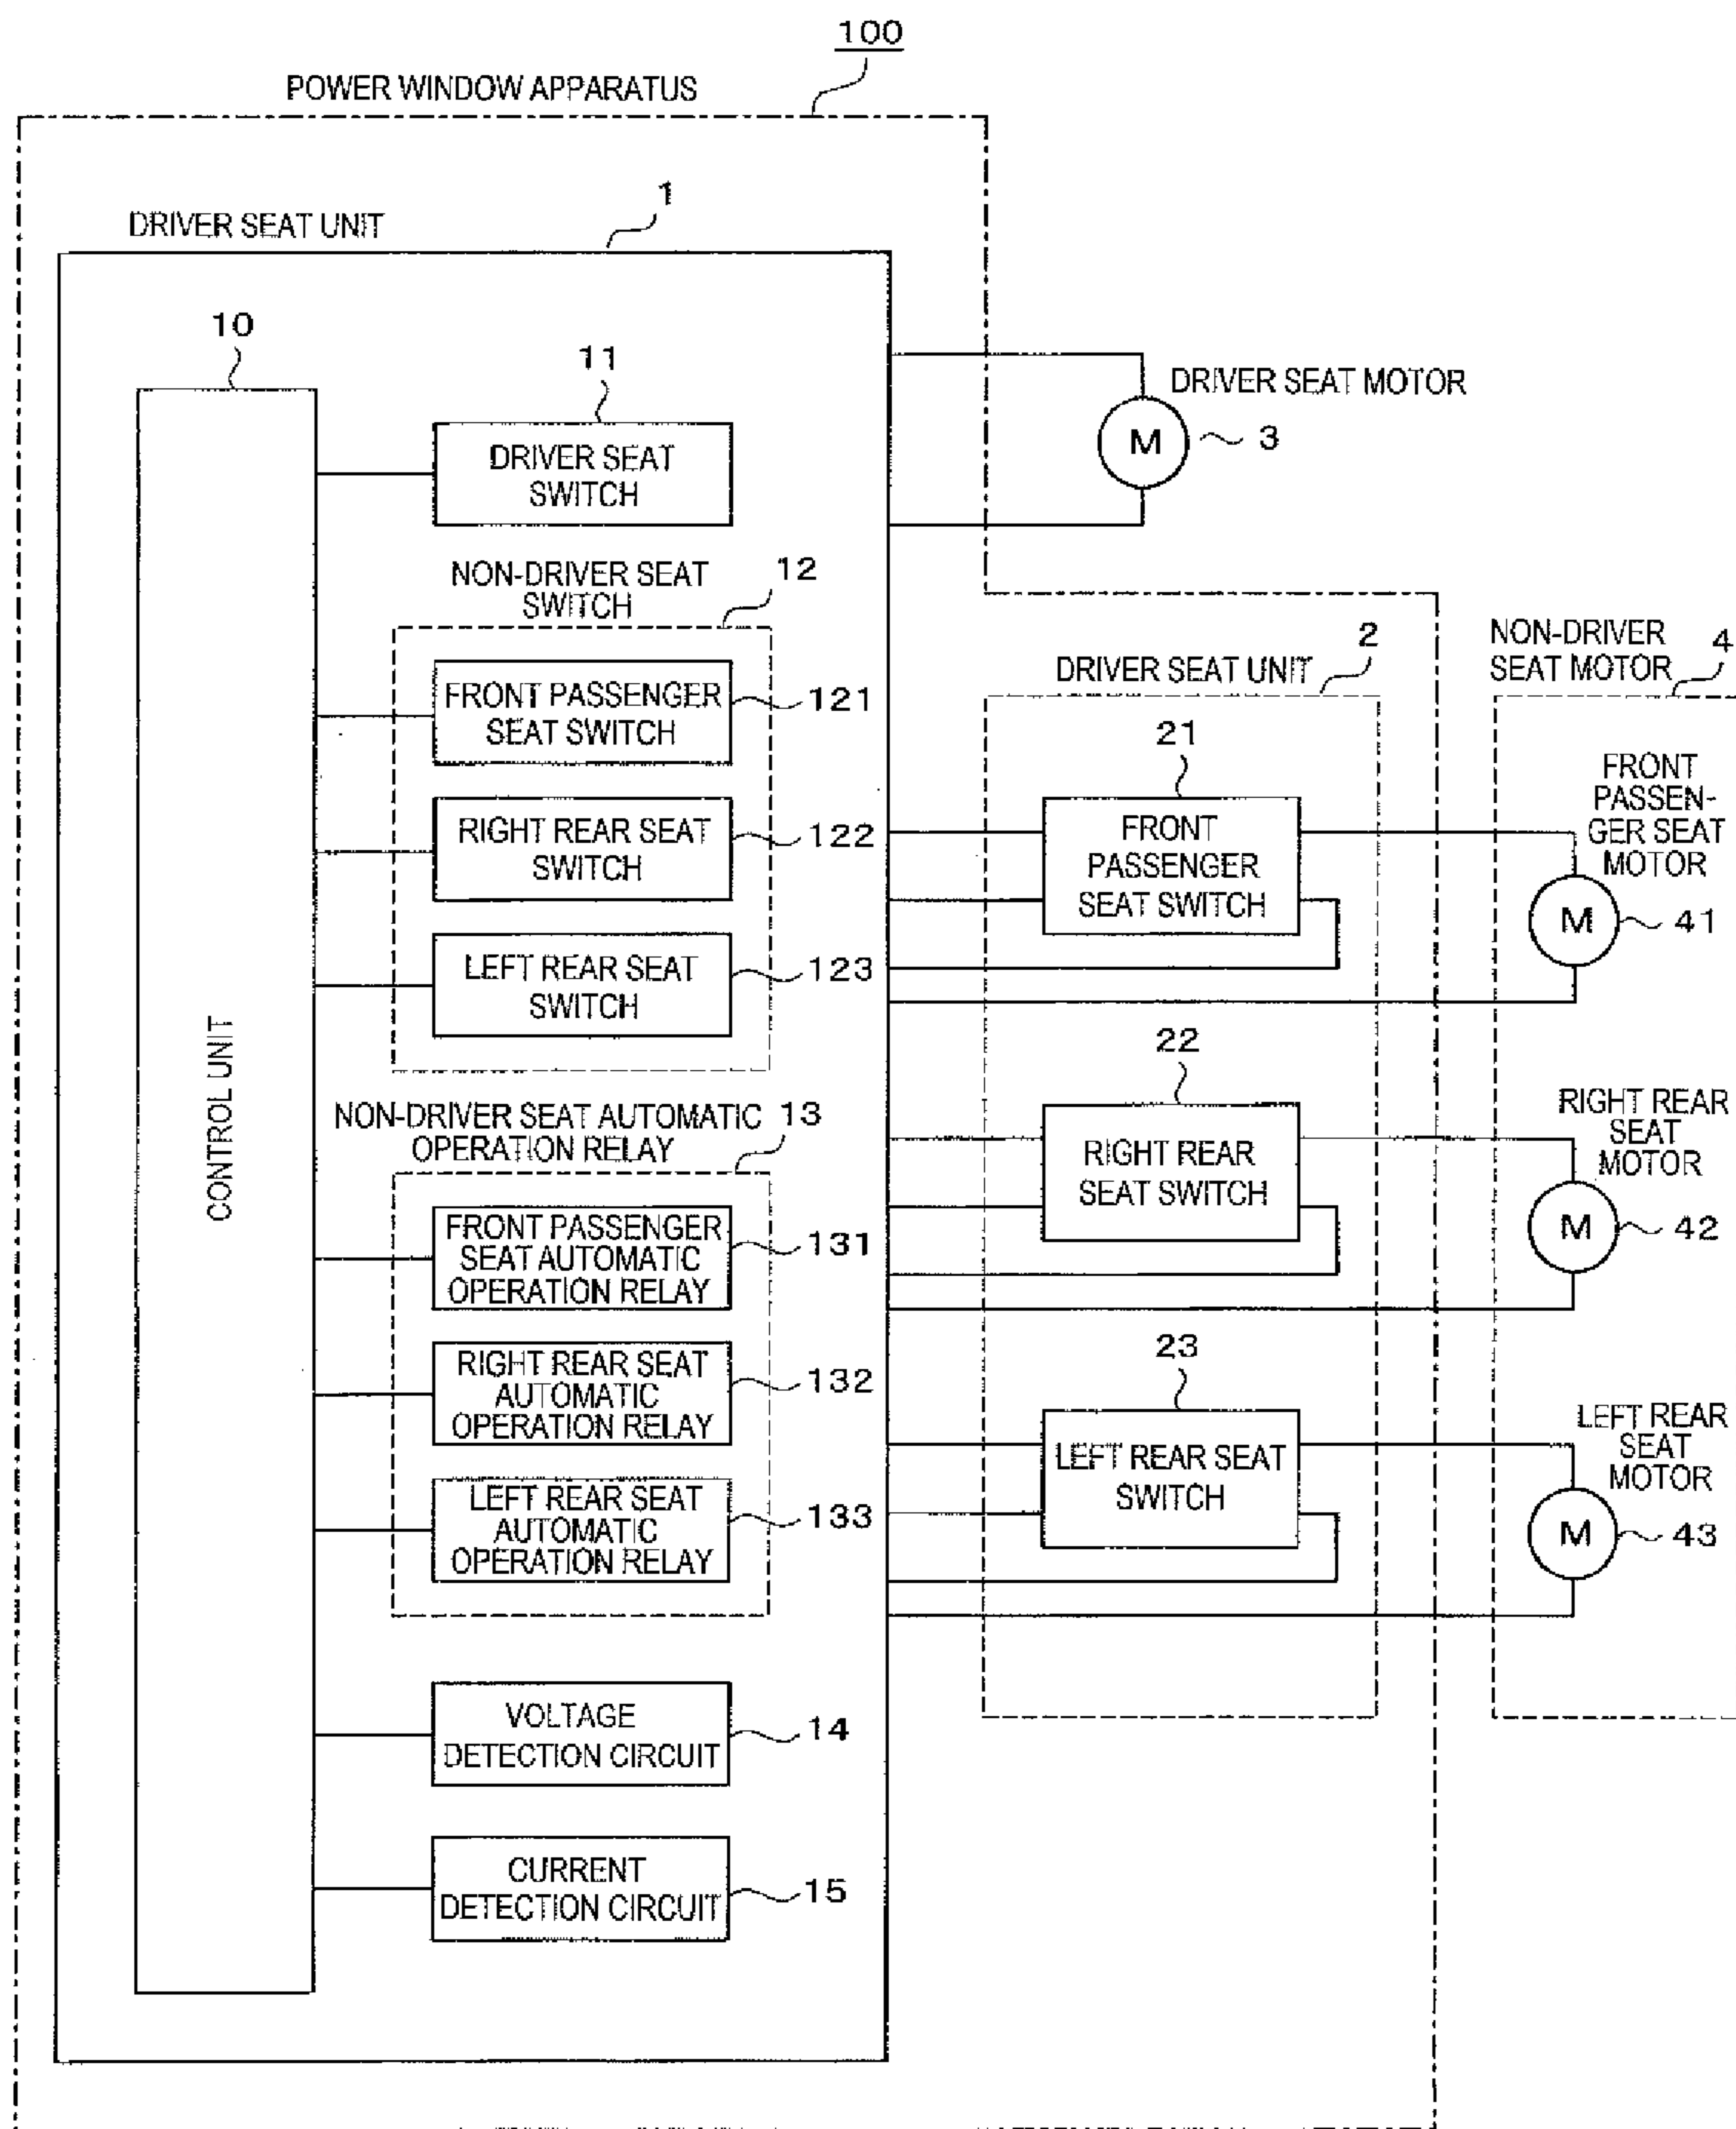 100
POWER WINDOW APPARATUS
1
DRIVER SEAT UNIT
10
CONTROL UNIT
11
DRIVER SEAT
SWITCH
NON-DRIVER SEAT
SWITCH
12
FRONT PASSENGER
SEAT SWITCH
121
RIGHT REAR SEAT
SWITCH
122
LEFT REAR SEAT
SWITCH
123
NON-DRIVER SEAT AUTOMATIC
OPERATION RELAY
13
FRONT PASSENGER
SEAT AUTOMATIC
OPERATION RELAY
131
RIGHT REAR SEAT
AUTOMATIC
OPERATION RELAY
132
LEFT REAR SEAT
AUTOMATIC
OPERATION RELAY
133
VOLTAGE
DETECTION CIRCUIT
14
CURRENT
DETECTION CIRCUIT
15
DRIVER SEAT MOTOR
M
3
DRIVER SEAT UNIT
2
21
FRONT
PASSENGER
SEAT SWITCH
22
RIGHT REAR
SEAT SWITCH
23
LEFT REAR SEAT
SWITCH
NON-DRIVER
SEAT MOTOR
4
FRONT
PASSEN-
GER SEAT
MOTOR
M
41
RIGHT REAR
SEAT
MOTOR
M
42
LEFT REAR
SEAT
MOTOR
M
43